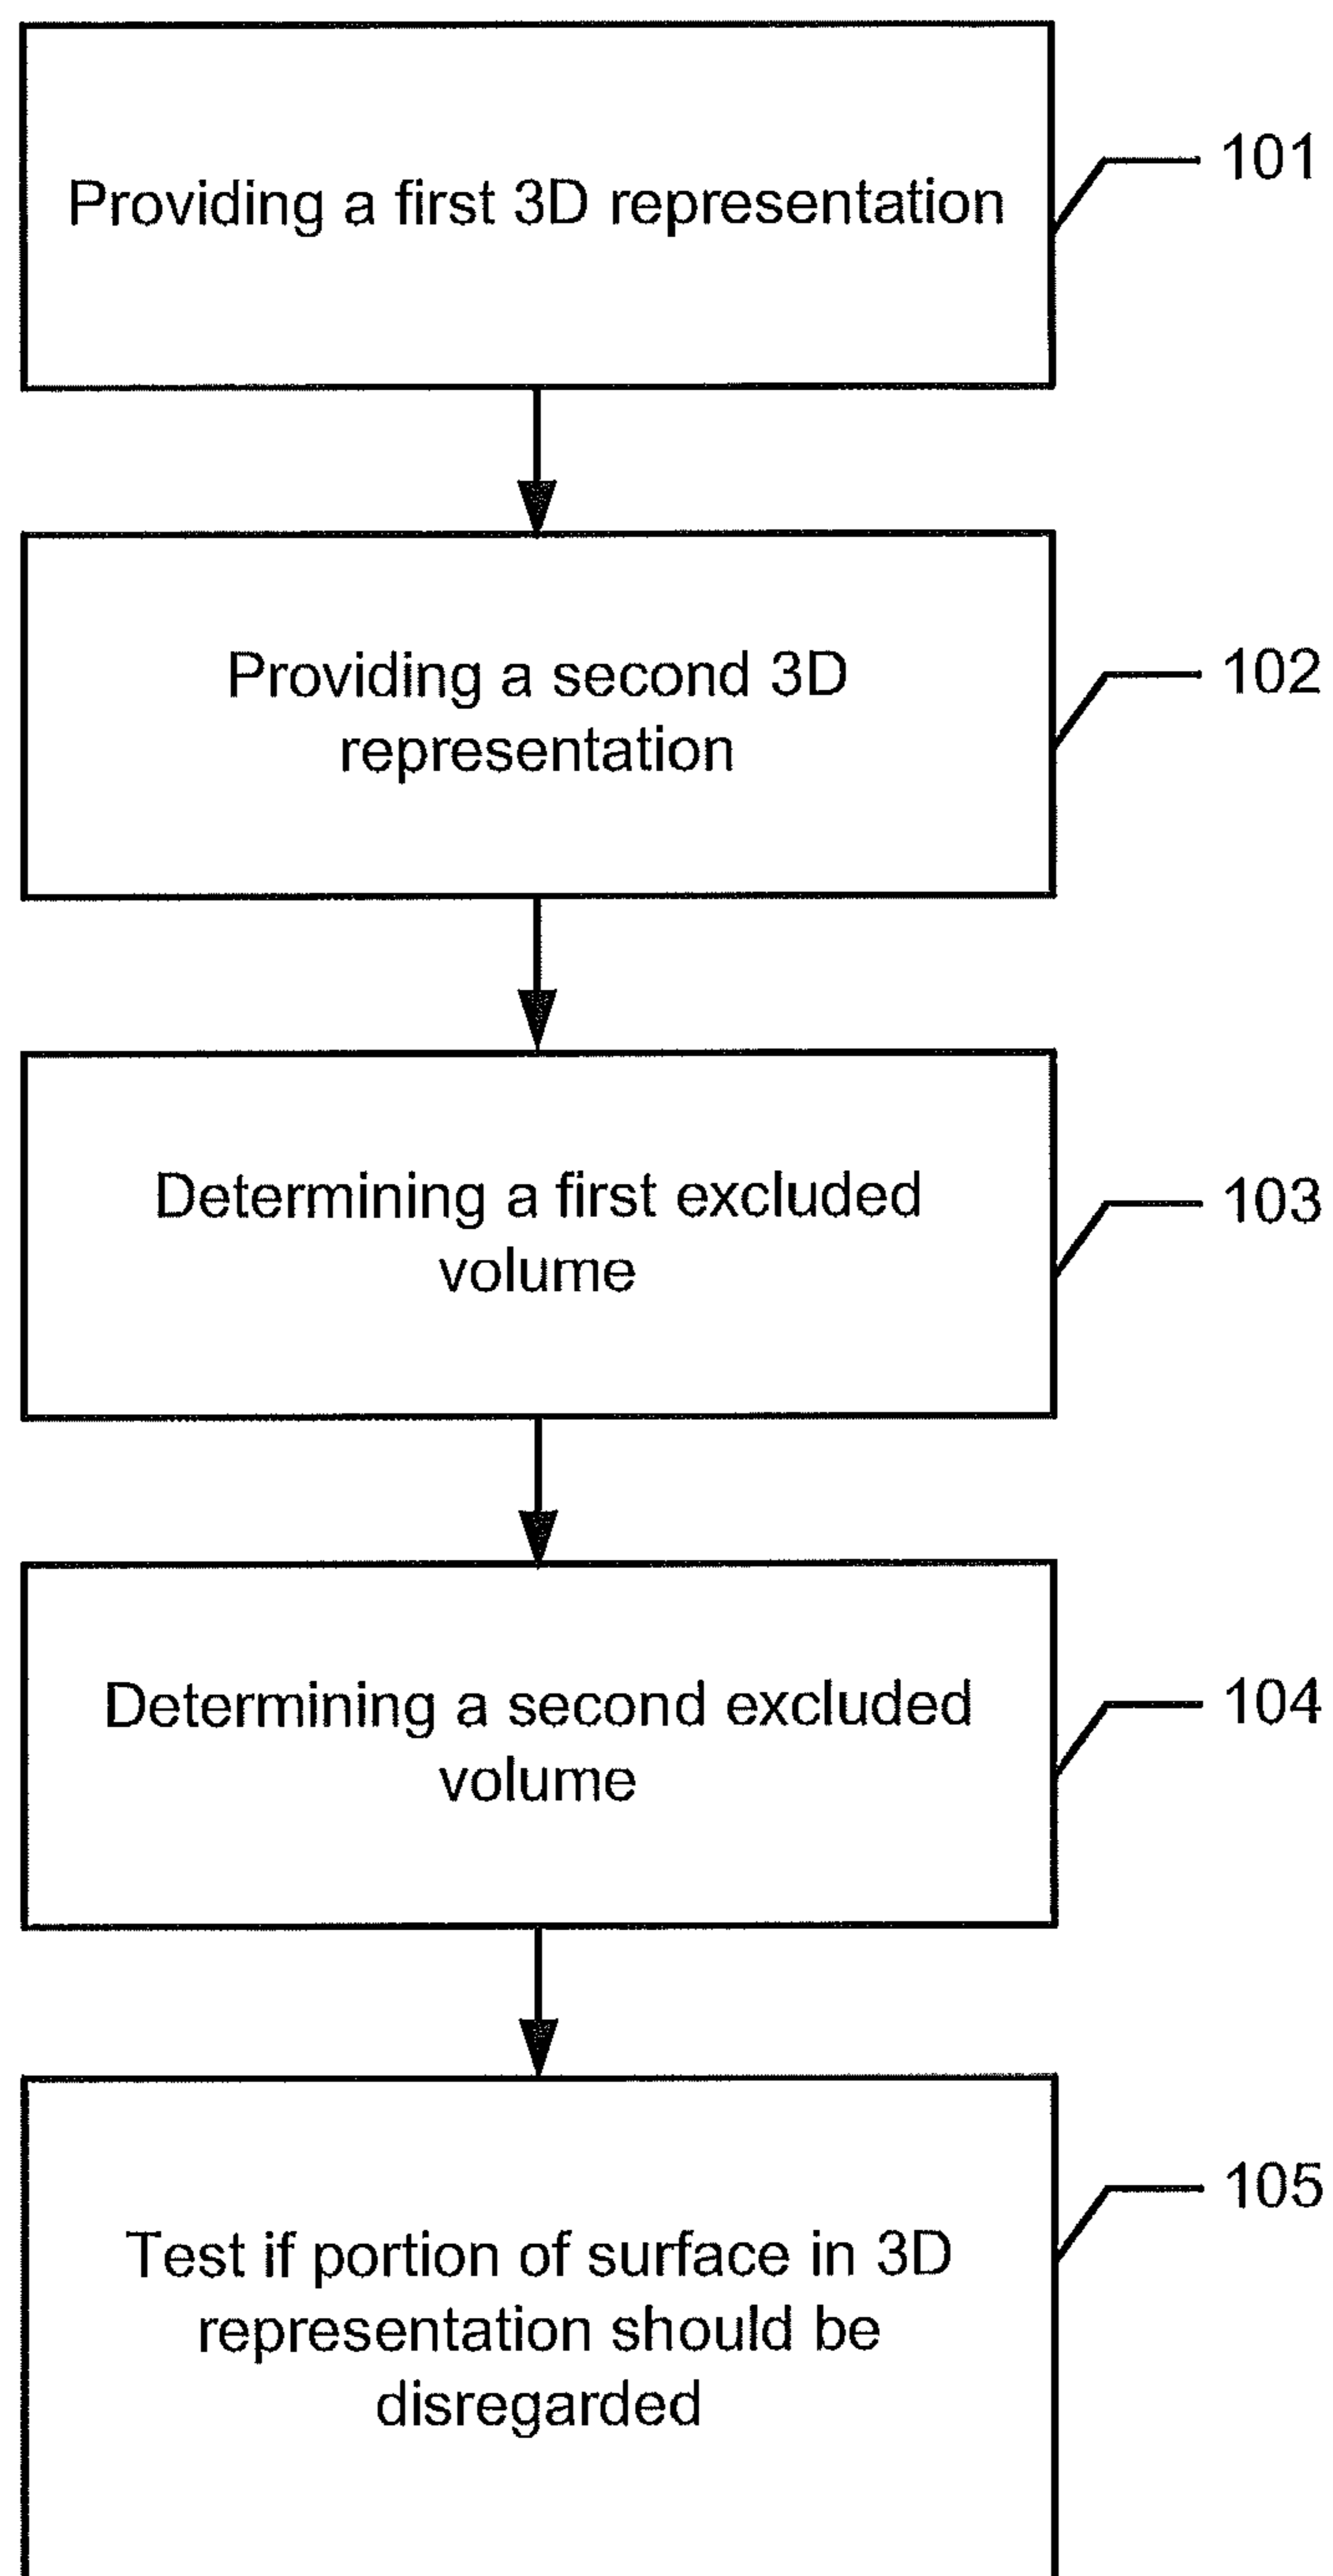 Providing a first 3D representation
101
Providing a second 3D
representation
102
Determining a first excluded
volume
103
Determining a second excluded
volume
104
Test if portion of surface in 3D
representation should be
disregarded
105